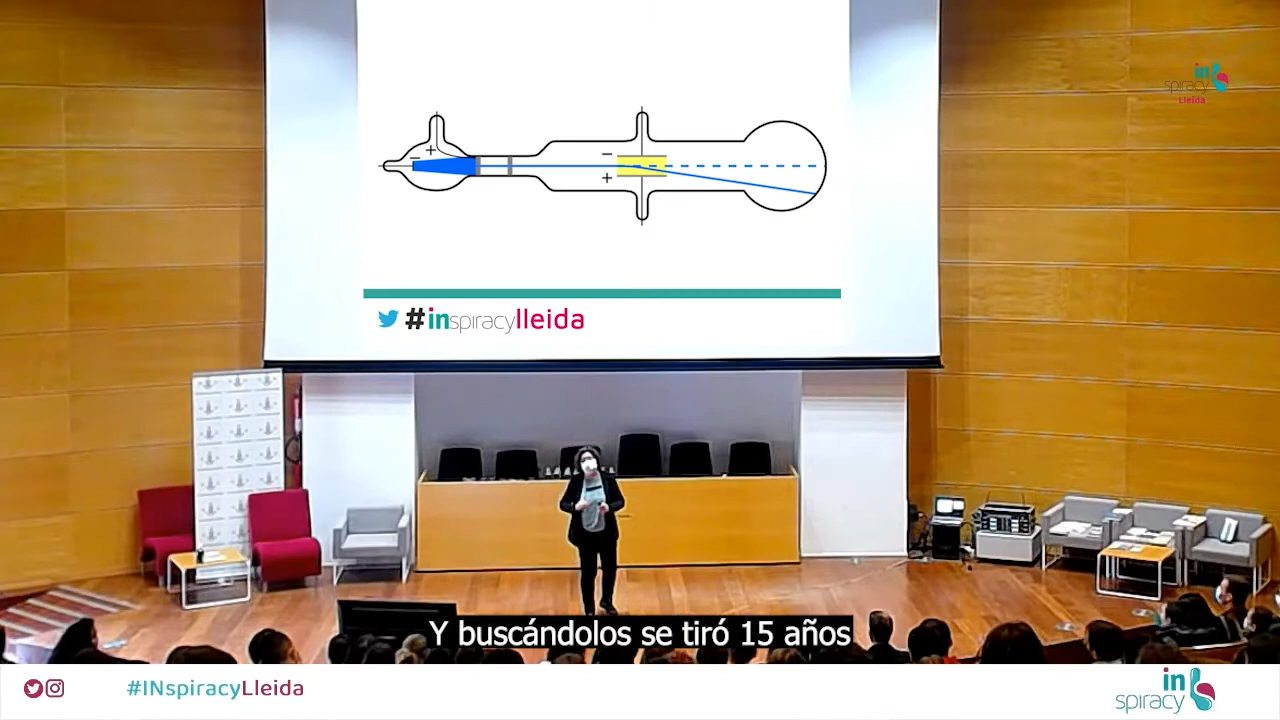 in
spiracy
Lleida
+
−
−
+
#inspiracylleida
Y buscándolos se tiró 15 años
#INspiracyLleida
in
spiracy